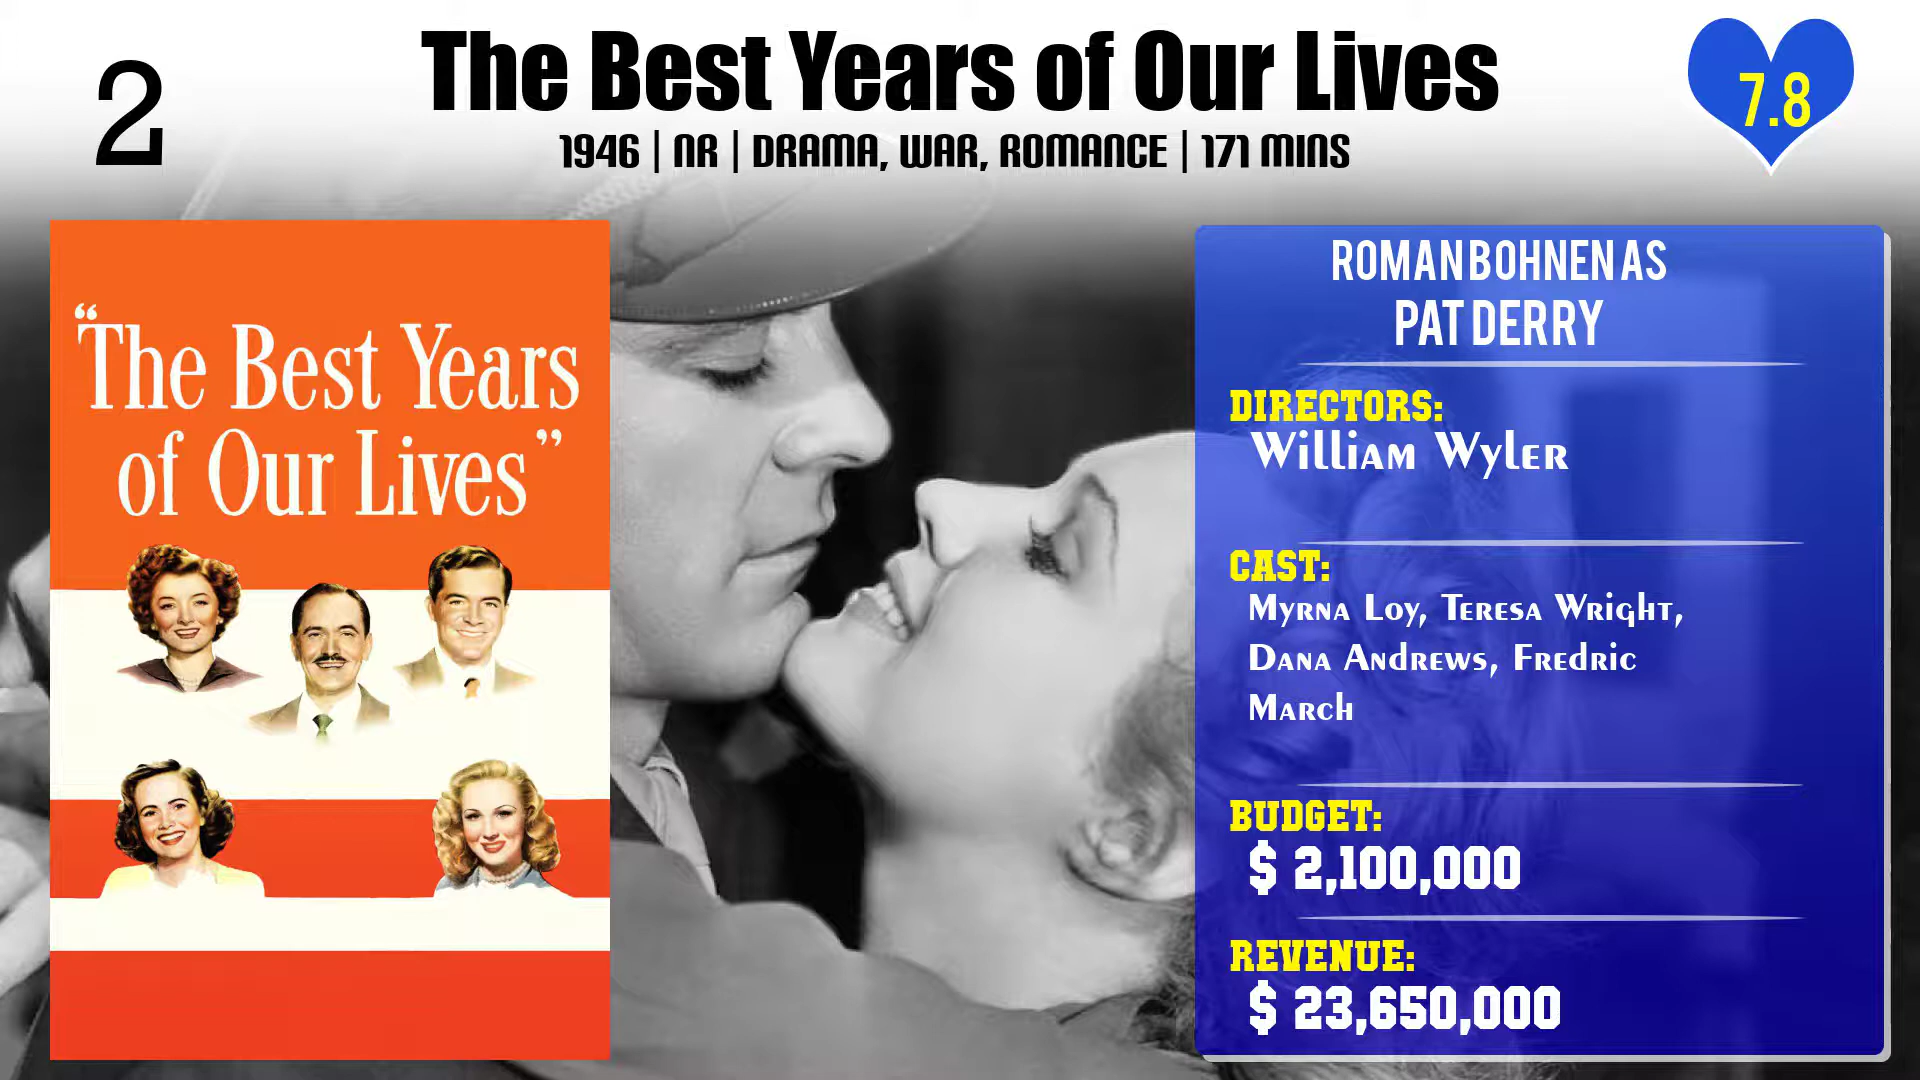 2
The Best Years of Our Lives
1946 | NR | DRAMA, WAR, ROMANCE | 171 MINS
7.8
“The Best Years
of Our Lives”
ROMAN BOHNEN AS
PAT DERRY
DIRECTORS:
William Wyler
CAST:
Myrna Loy, Teresa Wright,
Dana Andrews, Fredric
March
BUDGET:
$ 2,100,000
REVENUE:
$ 23,650,000